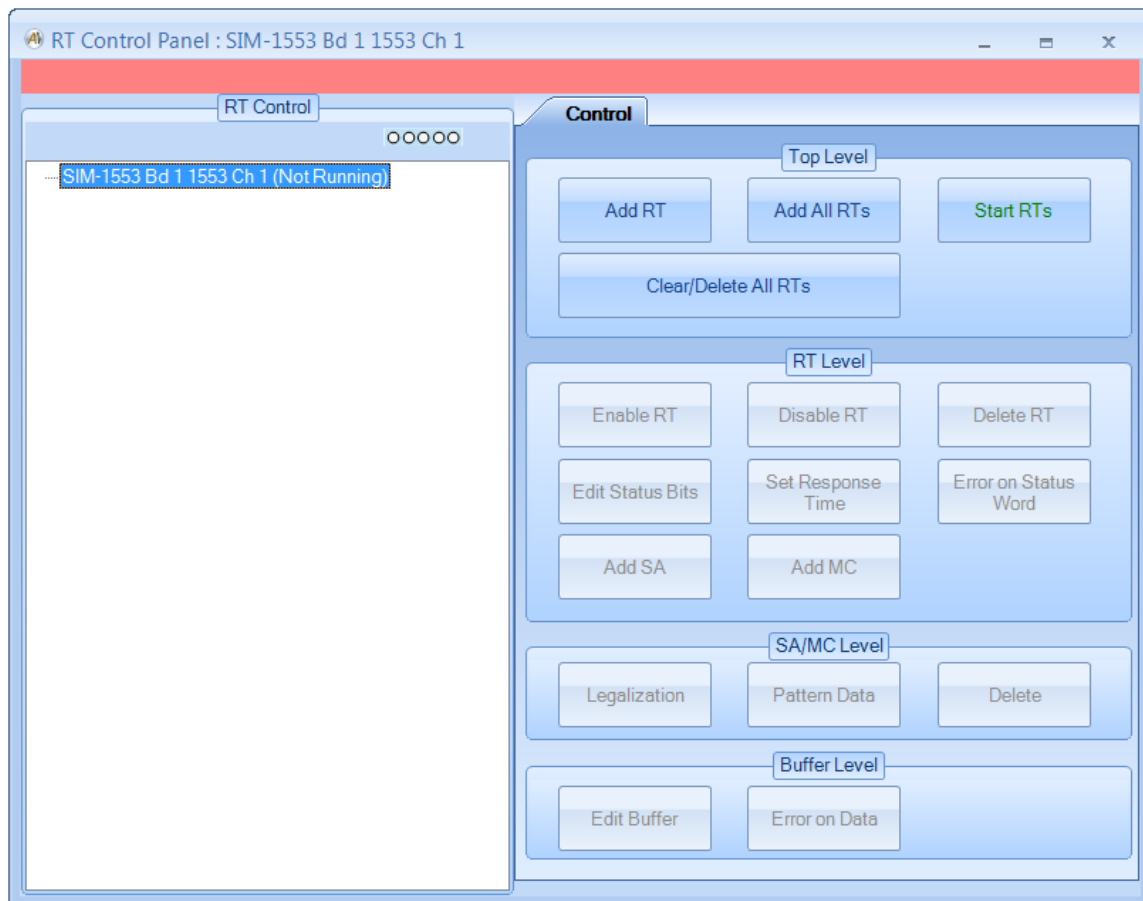 RT Control Panel : SIM-1553 Bd 1 1553 Ch 1
RT Control
SIM-1553 Bd 1 1553 Ch 1 (Not Running)
Control
Top Level
Add RT
Add All RTs
Start RTs
Clear/Delete All RTs
RT Level
Enable RT
Disable RT
Delete RT
Edit Status Bits
Set Response
Time
Error on Status
Word
Add SA
Add MC
SA/MC Level
Legalization
Pattern Data
Delete
Buffer Level
Edit Buffer
Error on Data